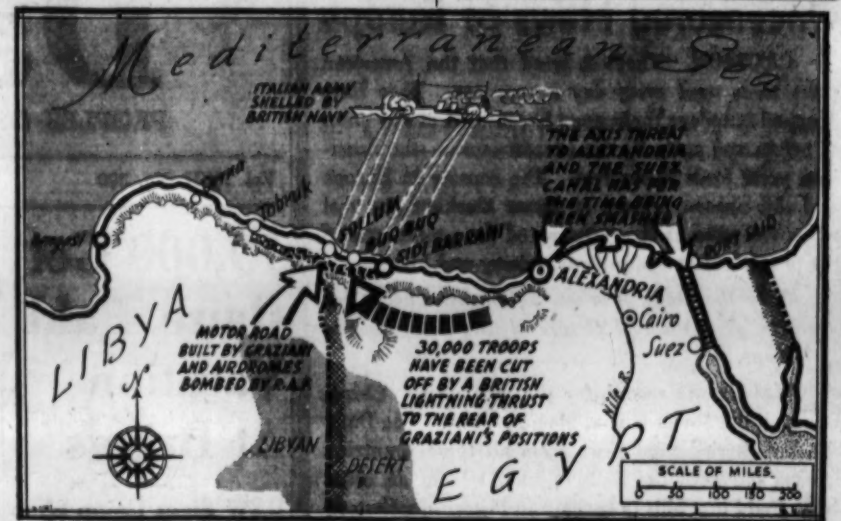 Mediterranean Sea
ITALIAN ARMY
SHELLED BY
BRITISH NAVY
THE AXIS THREAT
TO ALEXANDRIA
AND THE SUEZ
CANAL HAS FOR
THE TIME BEING
BEEN SMASHED
Derna
Tobruk
SOLLUM
BUQ BUQ
SIDI BARRANI
PORT SAID
ALEXANDRIA
Cairo
Suez
LIBYA
MOTOR ROAD
BUILT BY GRAZIANI
AND AIRDROMES
BOMBED BY R.A.F.
30,000 TROOPS
HAVE BEEN CUT
OFF BY A BRITISH
LIGHTNING THRUST
TO THE REAR OF
GRAZIANI'S POSITIONS
Nile R.
N
LIBYAN
DESERT
EGYPT
SCALE OF MILES
0 50 100 150 200